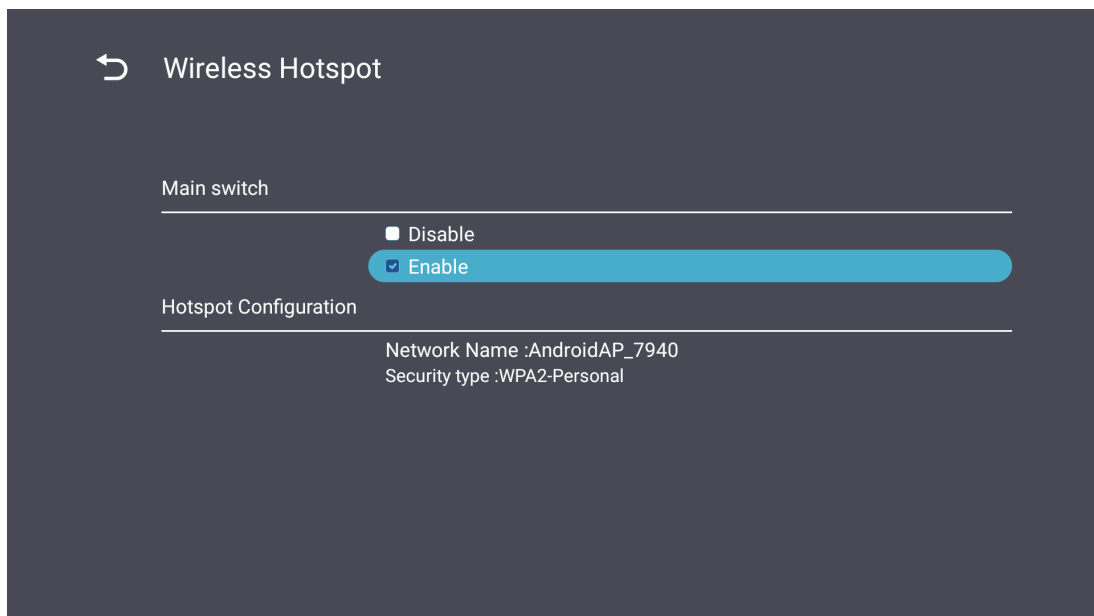 Wireless Hotspot
Main switch
Disable
Enable
Hotspot Configuration
Network Name :AndroidAP_7940
Security type :WPA2-Personal